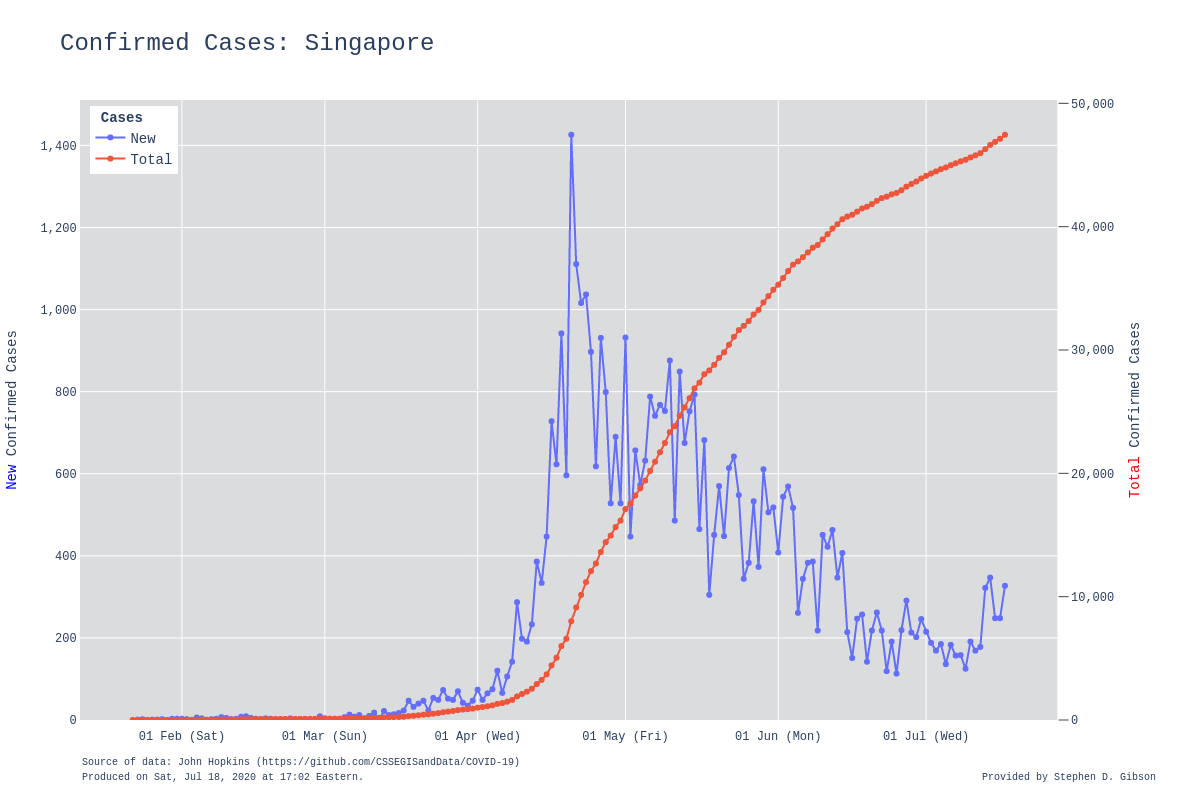 Confirmed Cases: Singapore
Cases
New
Total
1,400
1,200
1,000
800
600
400
200
0
New Confirmed Cases
50,000
40,000
30,000
20,000
10,000
0
Total Confirmed Cases
01 Feb (Sat) 01 Mar (Sun) 01 Apr (Wed) 01 May (Fri) 01 Jun (Mon) 01 Jul (Wed)
Source of data: John Hopkins (https://github.com/CSSEGISandData/COVID-19)
Produced on Sat, Jul 18, 2020 at 17:02 Eastern.
Provided by Stephen D. Gibson